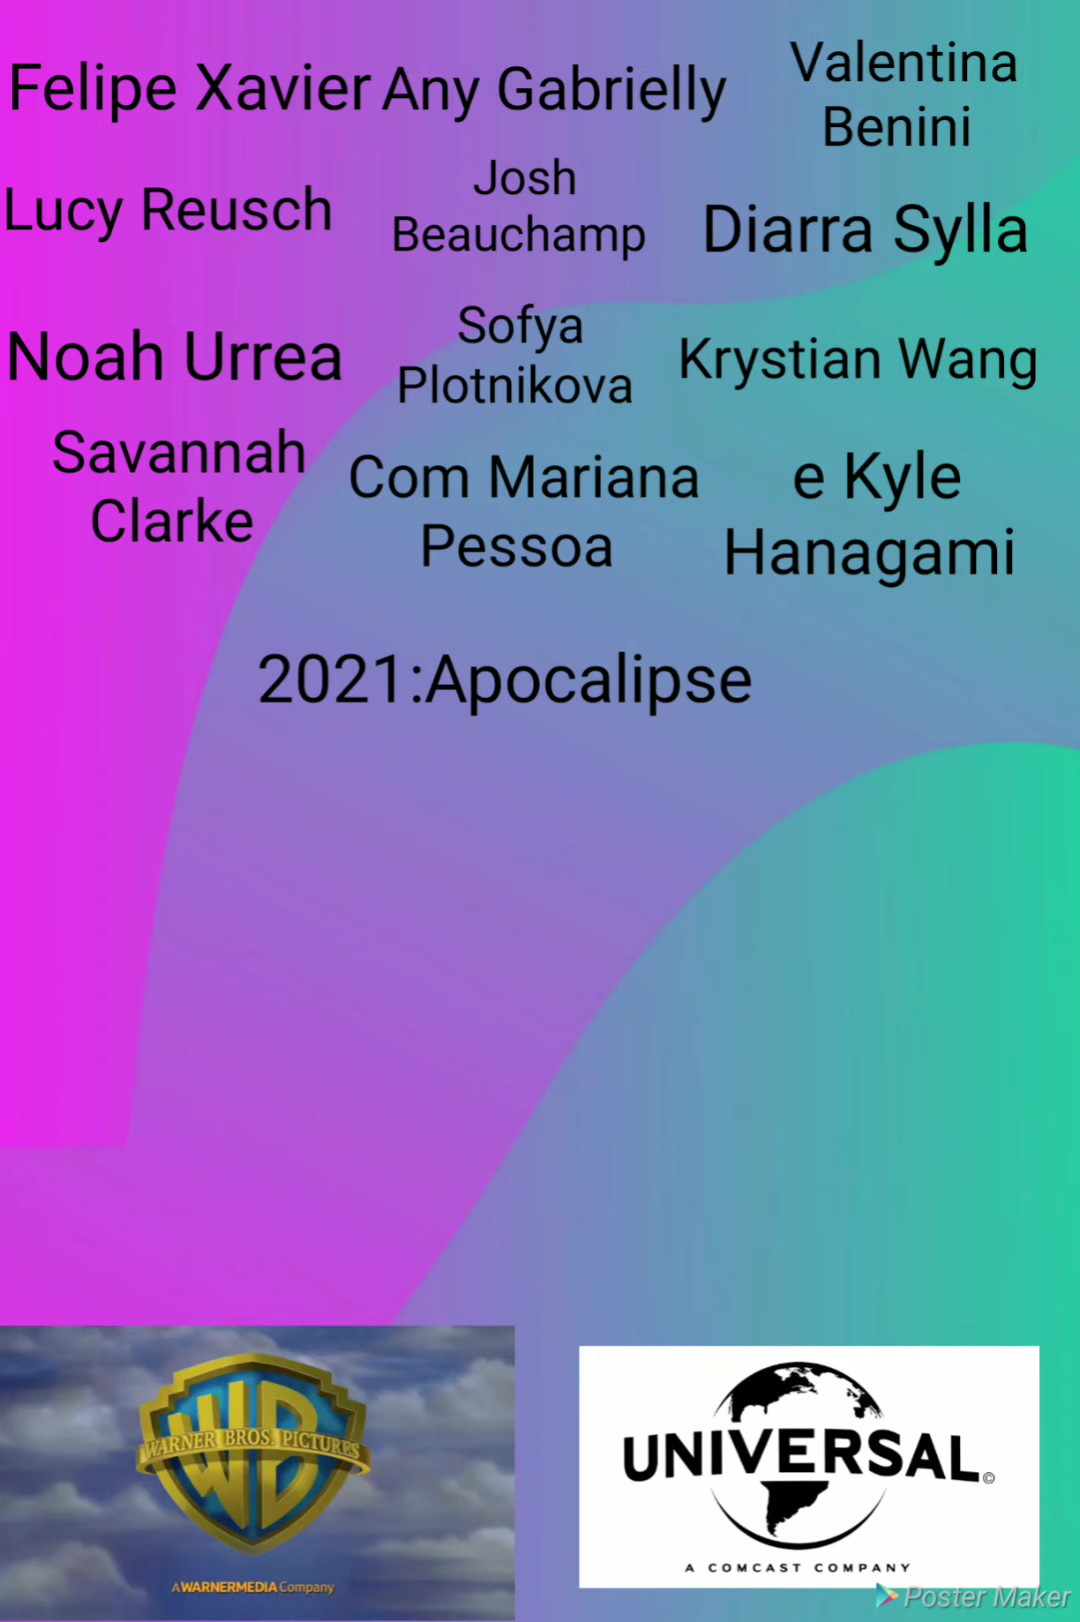 Felipe Xavier
Any Gabrielly
Valentina
Benini
Lucy Reusch
Josh
Beauchamp
Diarra Sylla
Noah Urrea
Sofya
Plotnikova
Krystian Wang
Savannah
Clarke
Com Mariana
Pessoa
e Kyle
Hanagami
2021:Apocalipse
WB
WARNER BROS. PICTURES
A WARNERMEDIA Company
UNIVERSAL©
A COMCAST COMPANY
Poster Maker